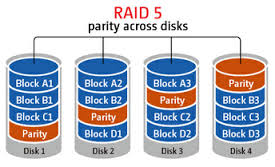 RAID 5
parity across disks
Block A1 Block A2 Block A3 Parity
Block B1 Block B2 Parity Block B3
Block C1 Parity Block C2 Block C3
Parity Block D1 Block D2 Block D3
Disk 1 Disk 2 Disk 3 Disk 4